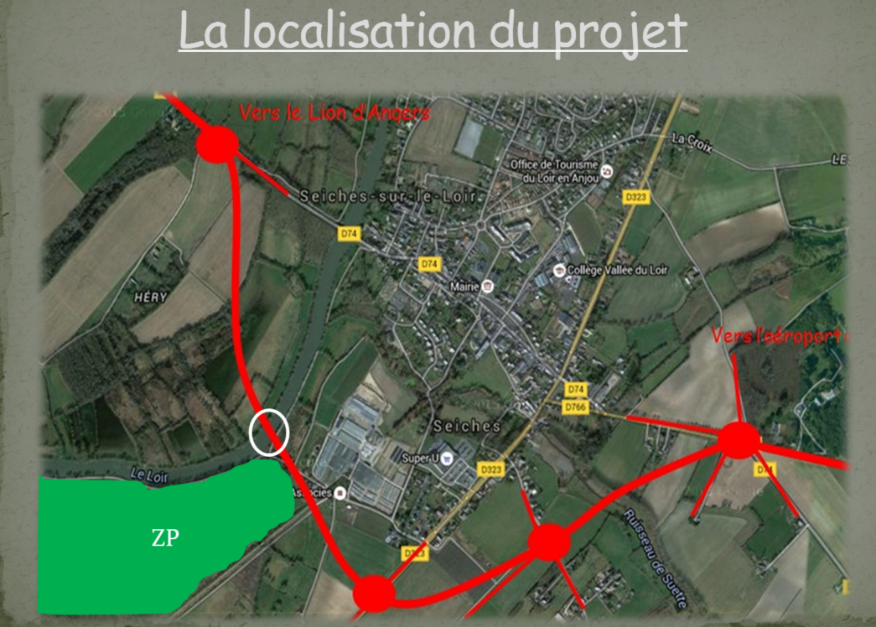 La localisation du projet
Vers le Lion d'Angers
La Croix
Office de Tourisme
du Loir en Anjou
Seiches-sur-le-Loir
D323
D74
D74
Collège Vallée du Loir
Mairie
HÉRY
Vers l'aéroport
D74
D766
Seiches
Super U
D323
Le Loir
Associés
ZP
D323
Ruisseau de Suette